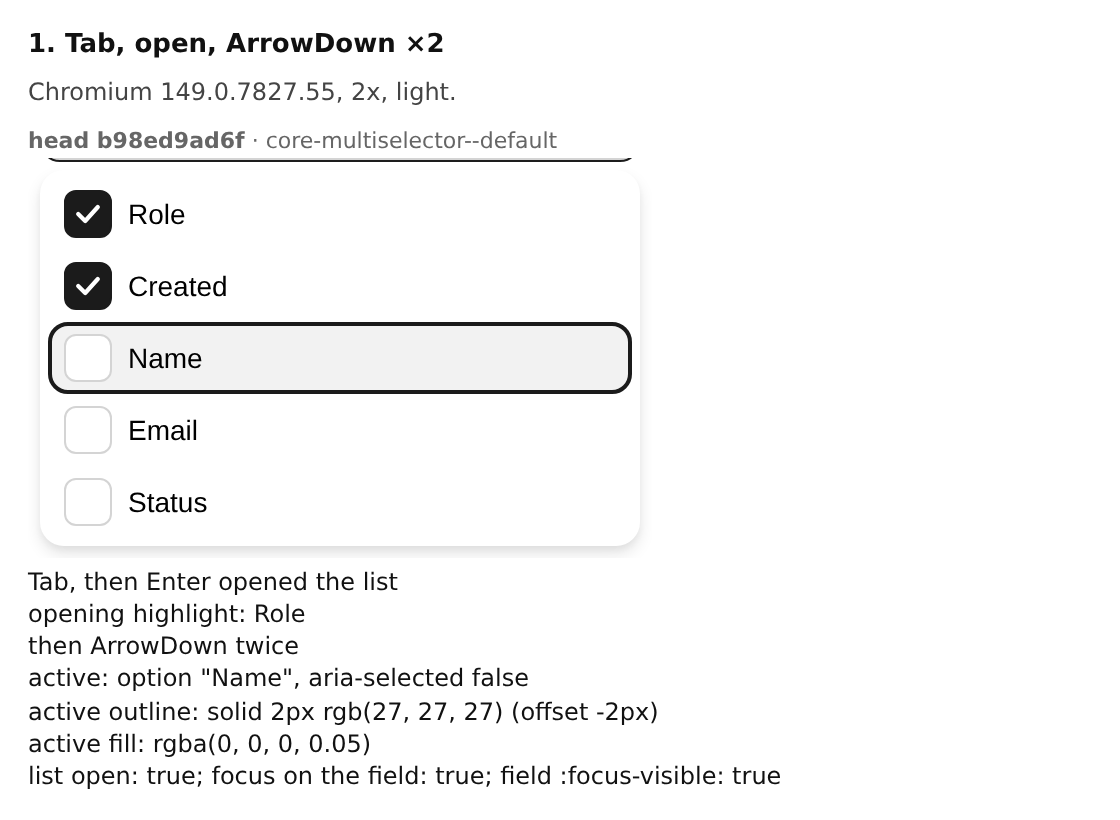 1. Tab, open, ArrowDown ×2
Chromium 149.0.7827.55, 2x, light.
head b98ed9ad6f · core-multiselector--default
Role
Created
Name
Email
Status
Tab, then Enter opened the list
opening highlight: Role
then ArrowDown twice
active: option "Name", aria-selected false
active outline: solid 2px rgb(27, 27, 27) (offset -2px)
active fill: rgba(0, 0, 0, 0.05)
list open: true; focus on the field: true; field :focus-visible: true